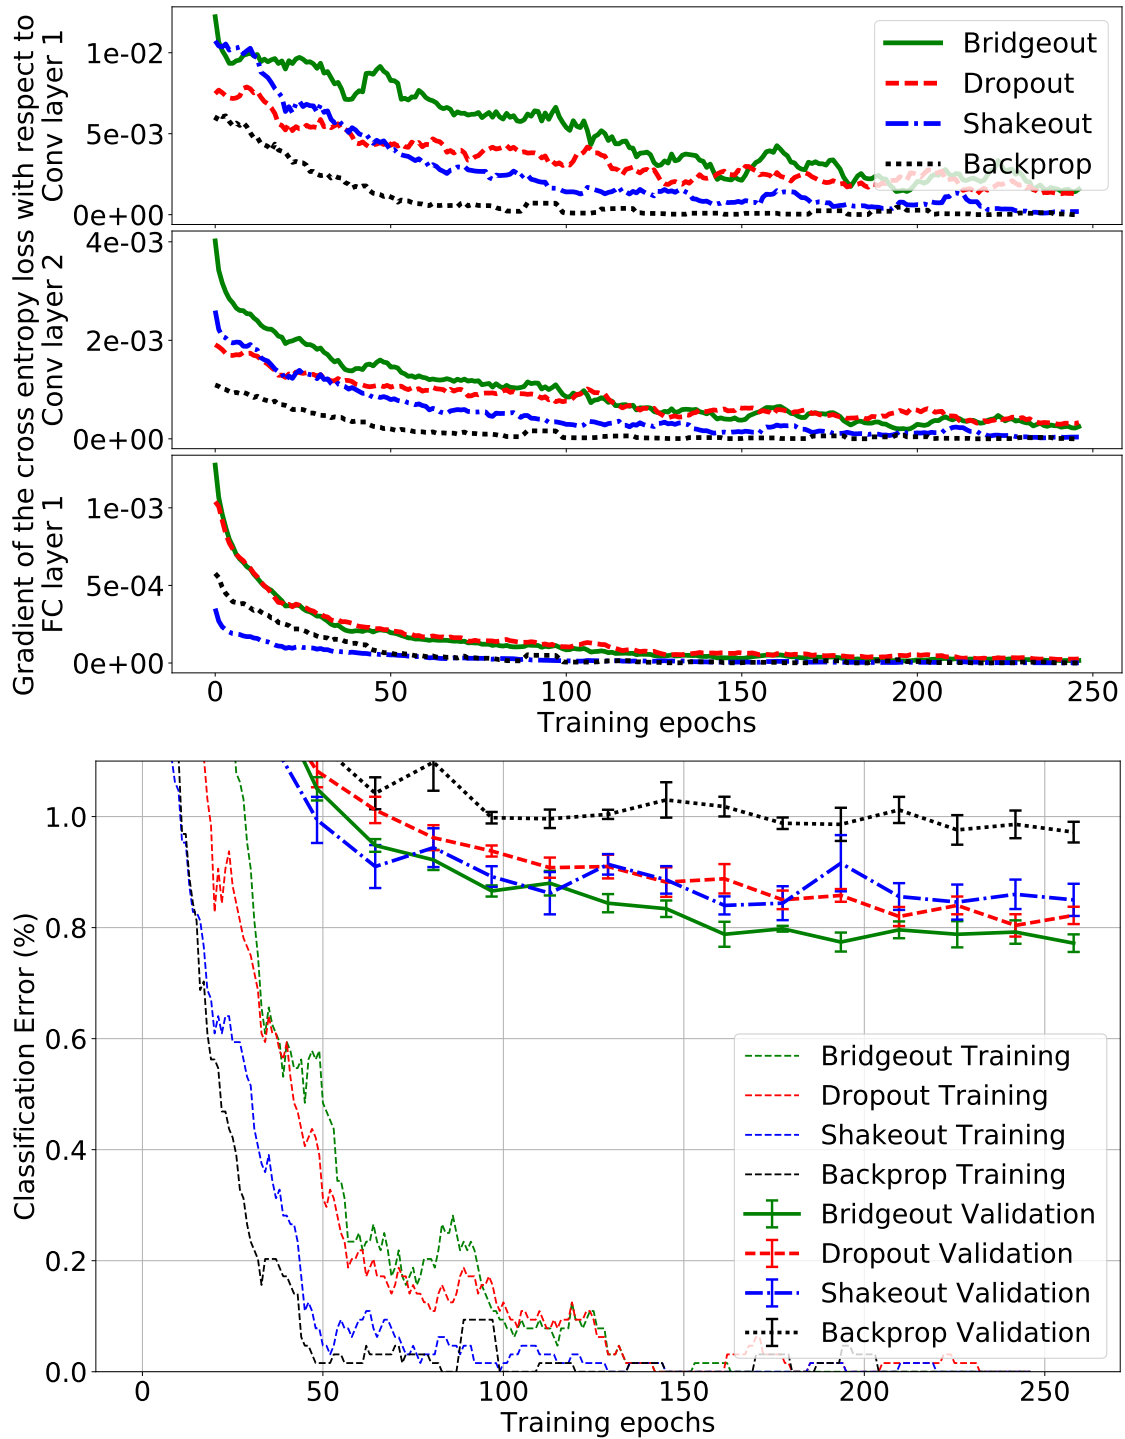 Gradient of the cross entropy loss with respect to
Conv layer 1
1e-02
5e-03
0e+00
Bridgeout
Dropout
Shakeout
Backprop
Conv layer 2
4e-03
2e-03
0e+00
FC layer 1
1e-03
5e-04
0e+00
0 50 100 150 200 250
Training epochs
Classification Error (%)
1.0
0.8
0.6
0.4
0.2
0.0
Bridgeout Training
Dropout Training
Shakeout Training
Backprop Training
Bridgeout Validation
Dropout Validation
Shakeout Validation
Backprop Validation
0 50 100 150 200 250
Training epochs